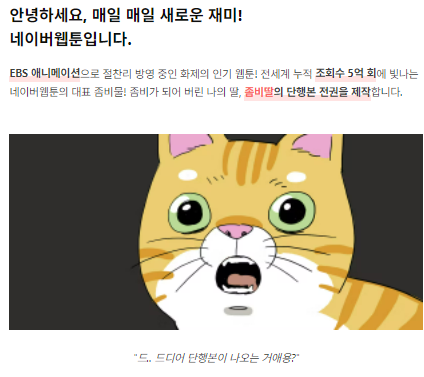 안녕하세요, 매일 매일 새로운 재미!
네이버웹툰입니다.
EBS 애니메이션으로 절찬리 방영 중인 화제의 인기 웹툰! 전세계 누적 조회수 5억 회에 빛나는
네이버웹툰의 대표 좀비물! 좀비가 되어 버린 나의 딸, 좀비딸의 단행본 전권을 제작합니다.
"드.. 드디어 단행본이 나오는 거애용?"